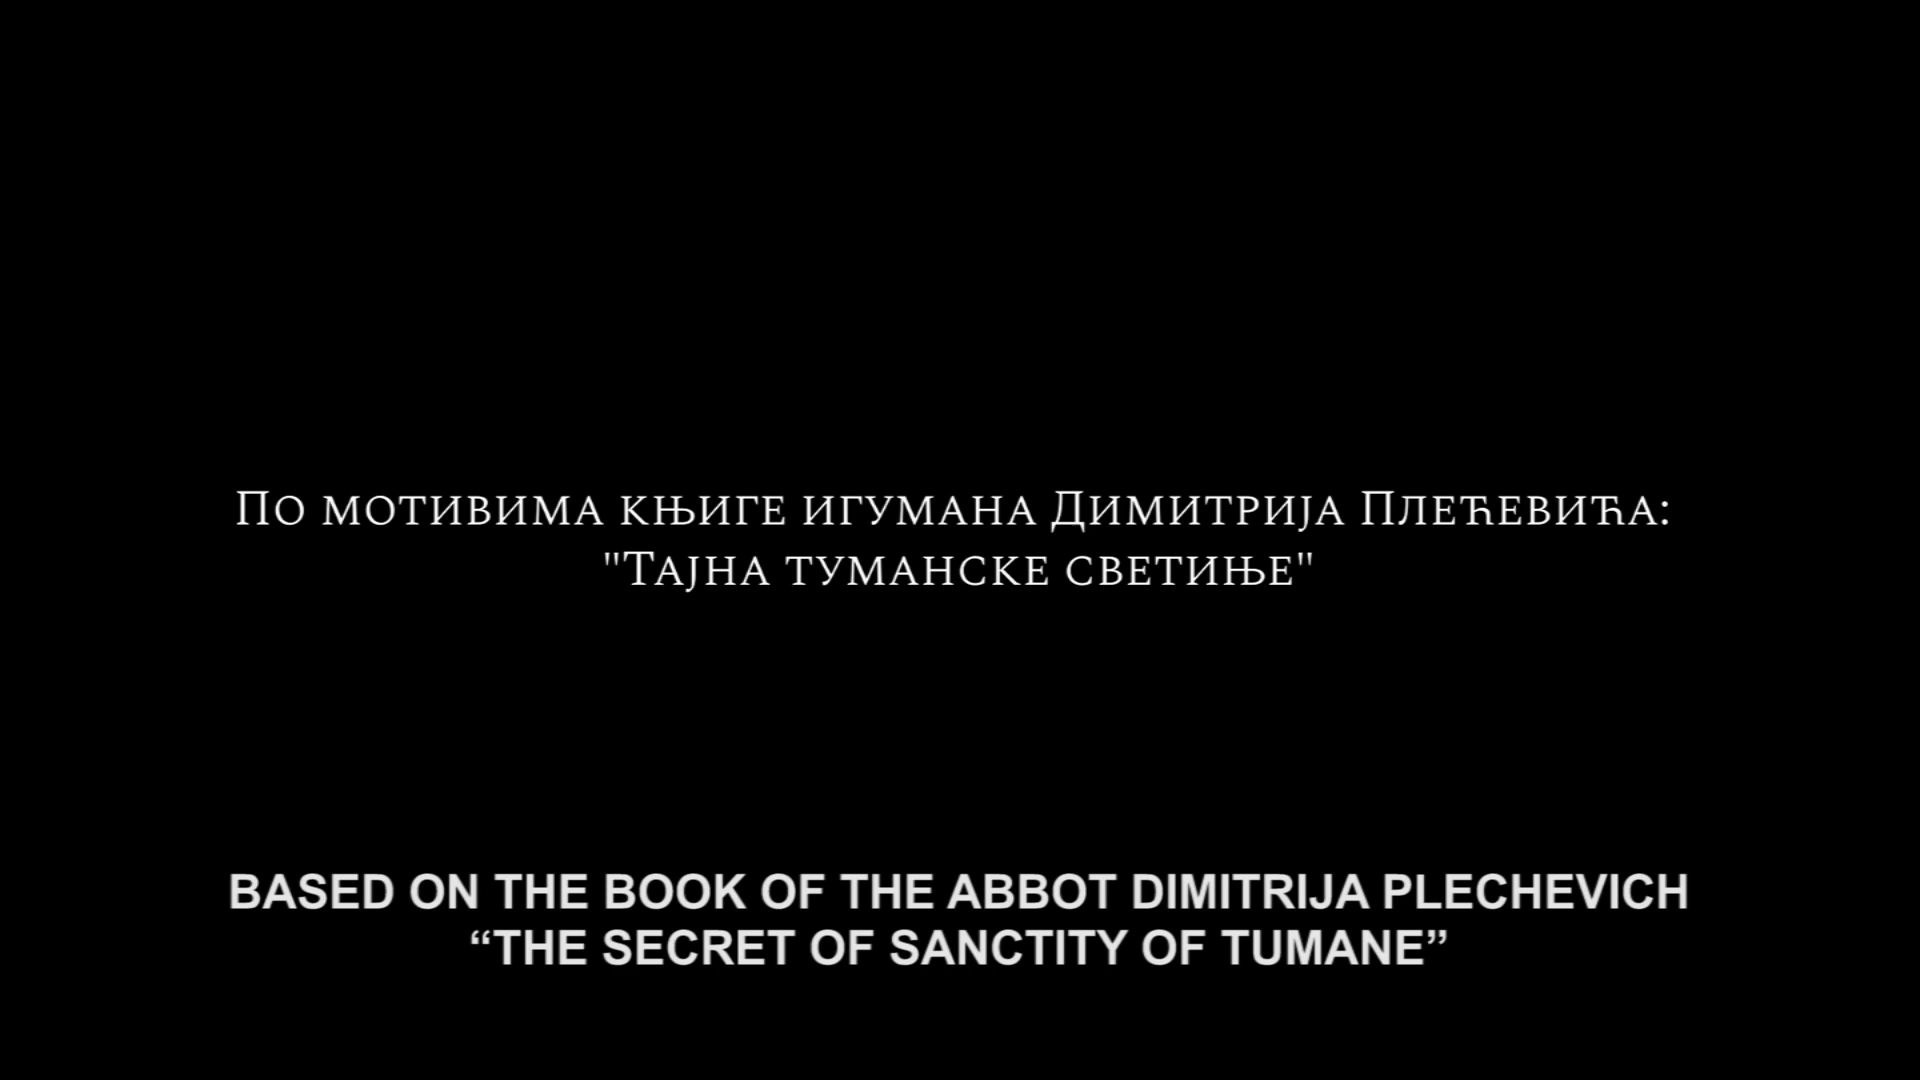 По мотивима књиге игумана Димитрија Плећевића:
"Тајна туманске светиње"
BASED ON THE BOOK OF THE ABBOT DIMITRIJA PLECHEVICH
“THE SECRET OF SANCTITY OF TUMANE”